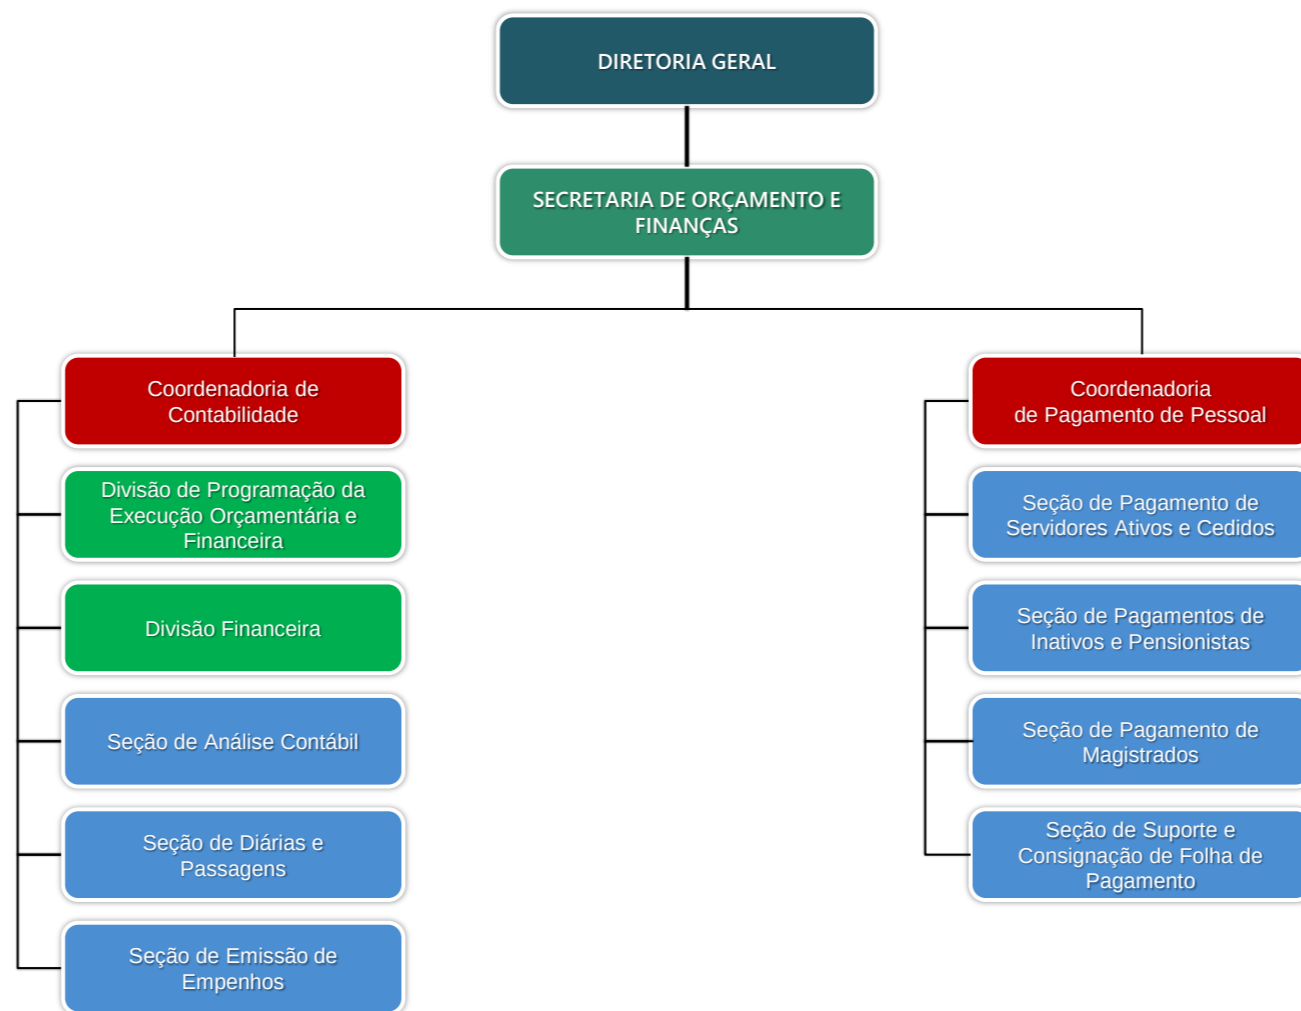 DIRETORIA GERAL
SECRETARIA DE ORÇAMENTO E
FINANÇAS
Coordenadoria de
Contabilidade
Divisão de Programação da
Execução Orçamentária e
Financeira
Divisão Financeira
Seção de Análise Contábil
Seção de Diárias e
Passagens
Seção de Emissão de
Empenhos
Coordenadoria
de Pagamento de Pessoal
Seção de Pagamento de
Servidores Ativos e Cedidos
Seção de Pagamentos de
Inativos e Pensionistas
Seção de Pagamento de
Magistrados
Seção de Suporte e
Consignação de Folha de
Pagamento